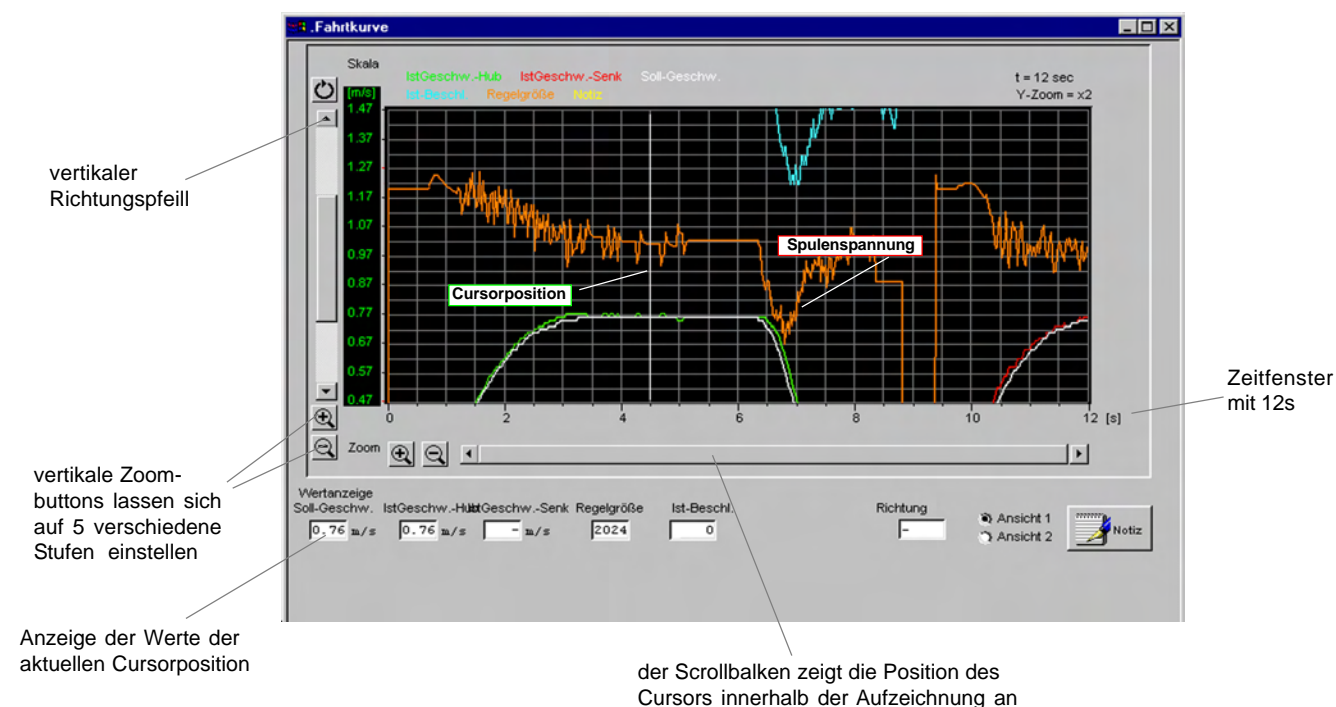 .Fahrtkurve
Skala
IstGeschw.-Hub IstGeschw.-Senk Soll-Geschw.
t = 12 sec
[m/s]
Ist-Beschl. Regelgröße Notiz
Y-Zoom = x2
1.47
1.37
1.27
1.17
1.07
0.97
0.87
0.77
0.67
0.57
0.47
vertikaler
Richtungspfeill
Spulenspannung
Cursorposition
0 2 4 6 8 10 12 [s]
Zeitfenster
mit 12s
Zoom
vertikale Zoom-
buttons lassen sich
auf 5 verschiedene
Stufen einstellen
Wertanzeige
Soll-Geschw. IstGeschw.-Hub IstGeschw.-Senk Regelgröße Ist-Beschl. Richtung
0.76 m/s 0.76 m/s - m/s 2024 0 -
Ansicht 1
Ansicht 2
Notiz
Anzeige der Werte der
aktuellen Cursorposition
der Scrollbalken zeigt die Position des
Cursors innerhalb der Aufzeichnung an